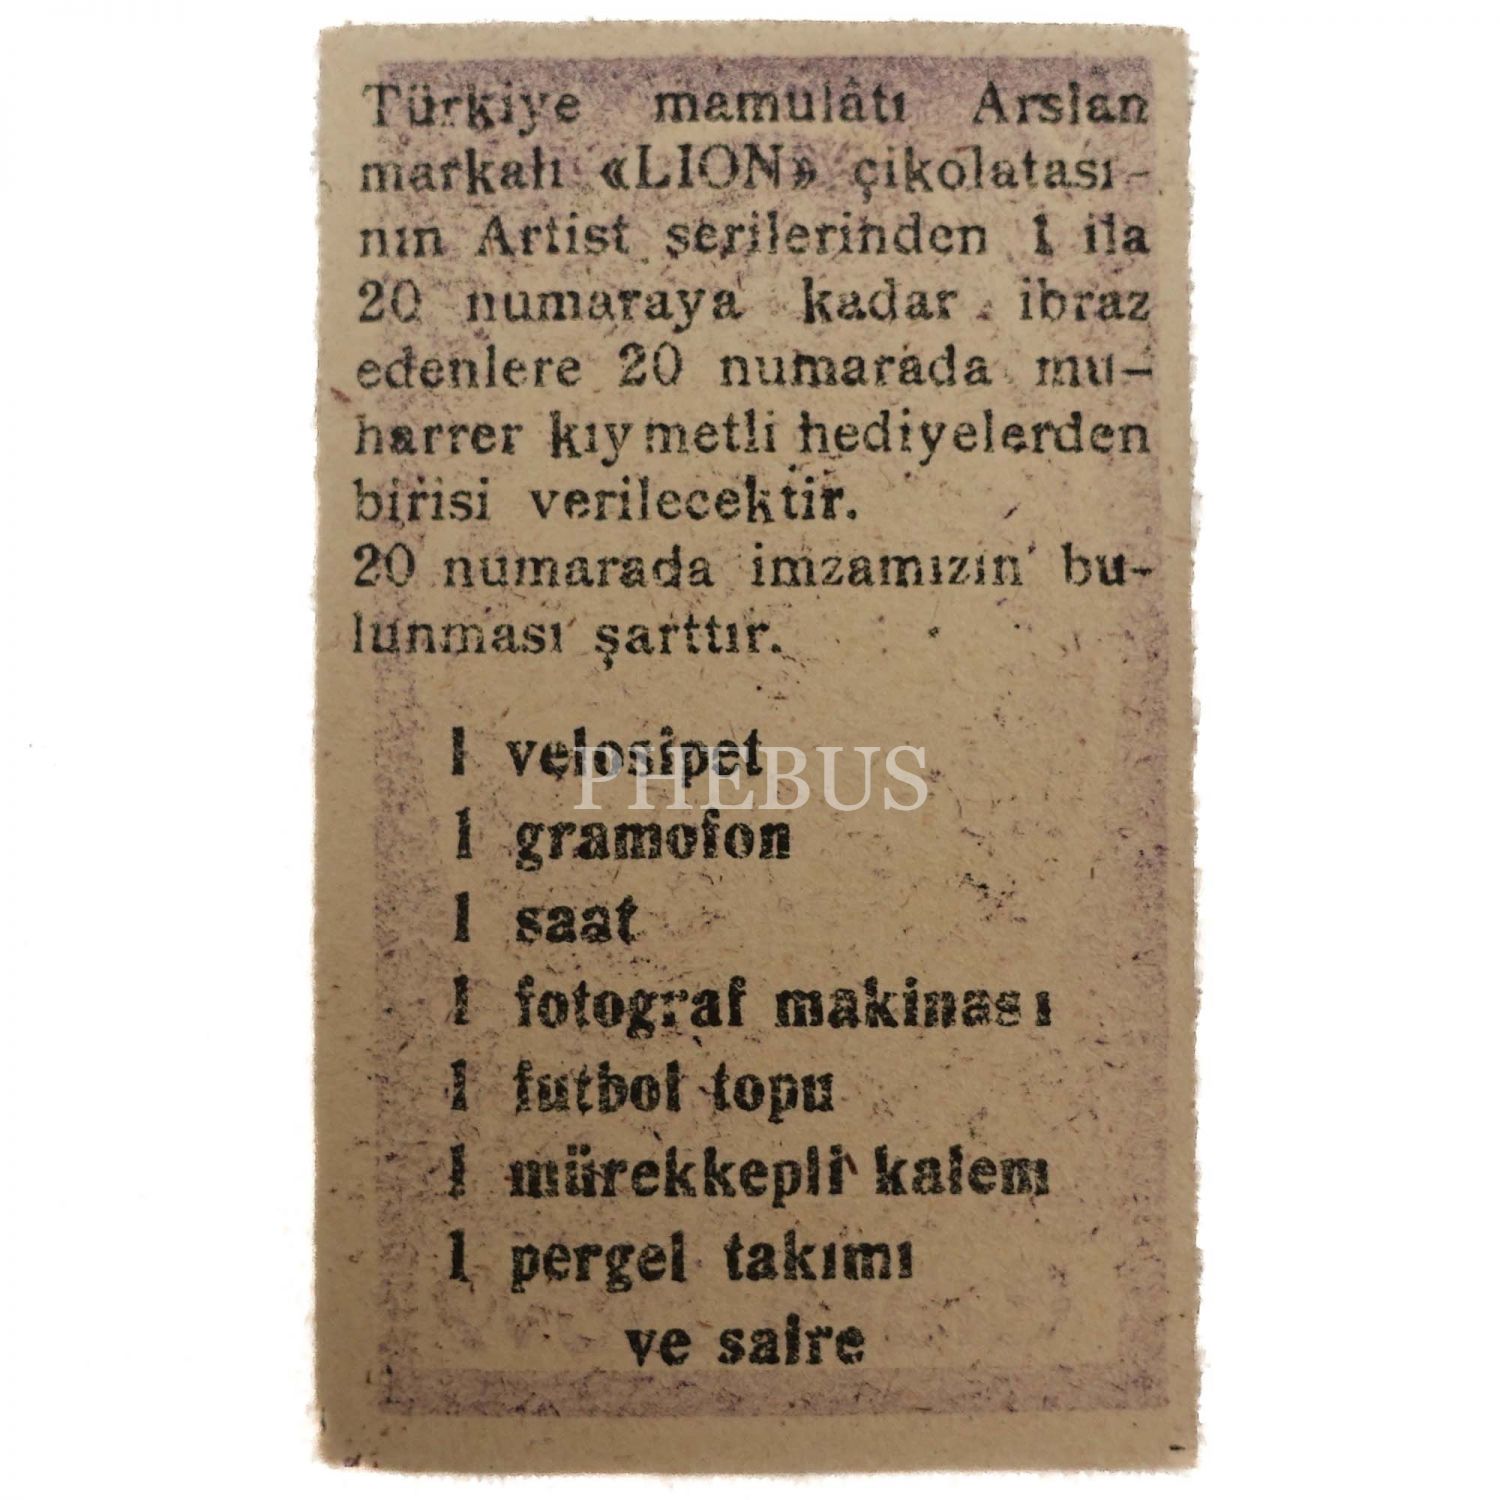 Türkiye mamulâtı Arslan
markalı «LION» çikolatası-
nın Artist serilerinden 1 ila
20 numaraya kadar ibraz
edenlere 20 numarada mu-
harrer kıymetli hediyelerden
birisi verilecektir.
20 numarada imzamızın bu-
lunması şarttır.
1 velosipet
PHEBUS
1 gramofon
1 saat
1 fotograf makinası
1 futbol topu
1 mürekkepli kalem
1 pergel takımı
ve saire